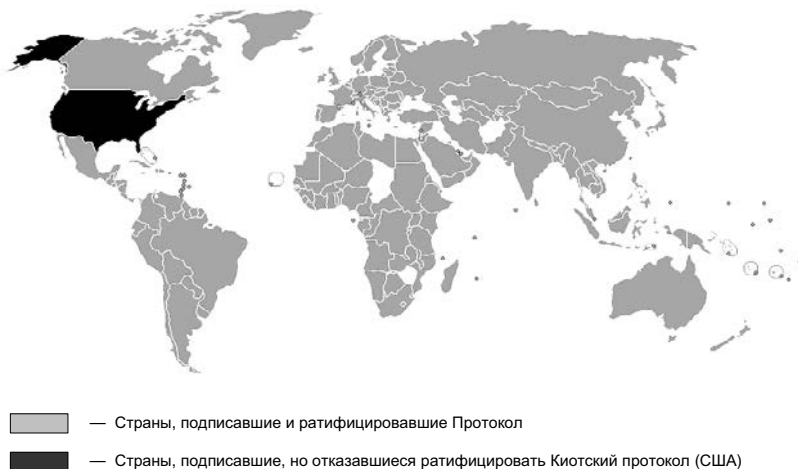 — Страны, подписавшие и ратифицировавшие Протокол
— Страны, подписавшие, но отказавшиеся ратифицировать Киотский протокол (США)